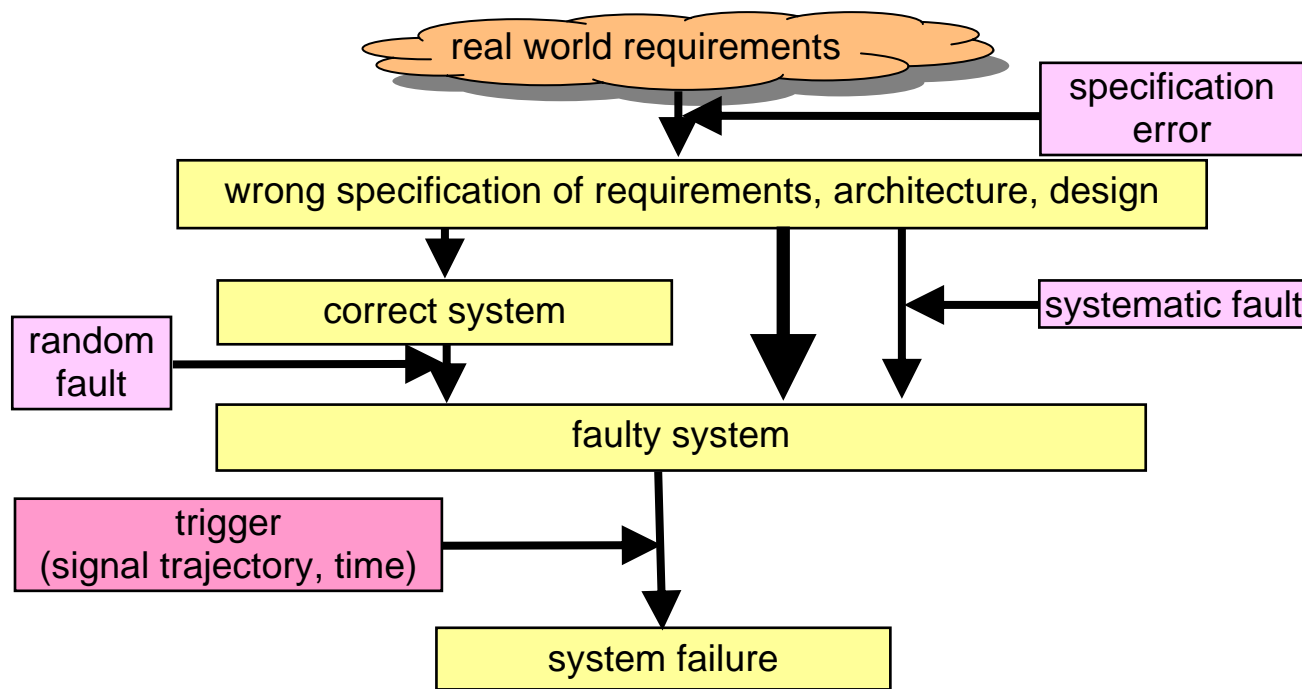 real world requirements
specification
error
wrong specification of requirements, architecture, design
correct system
systematic fault
random
fault
faulty system
trigger
(signal trajectory, time)
system failure